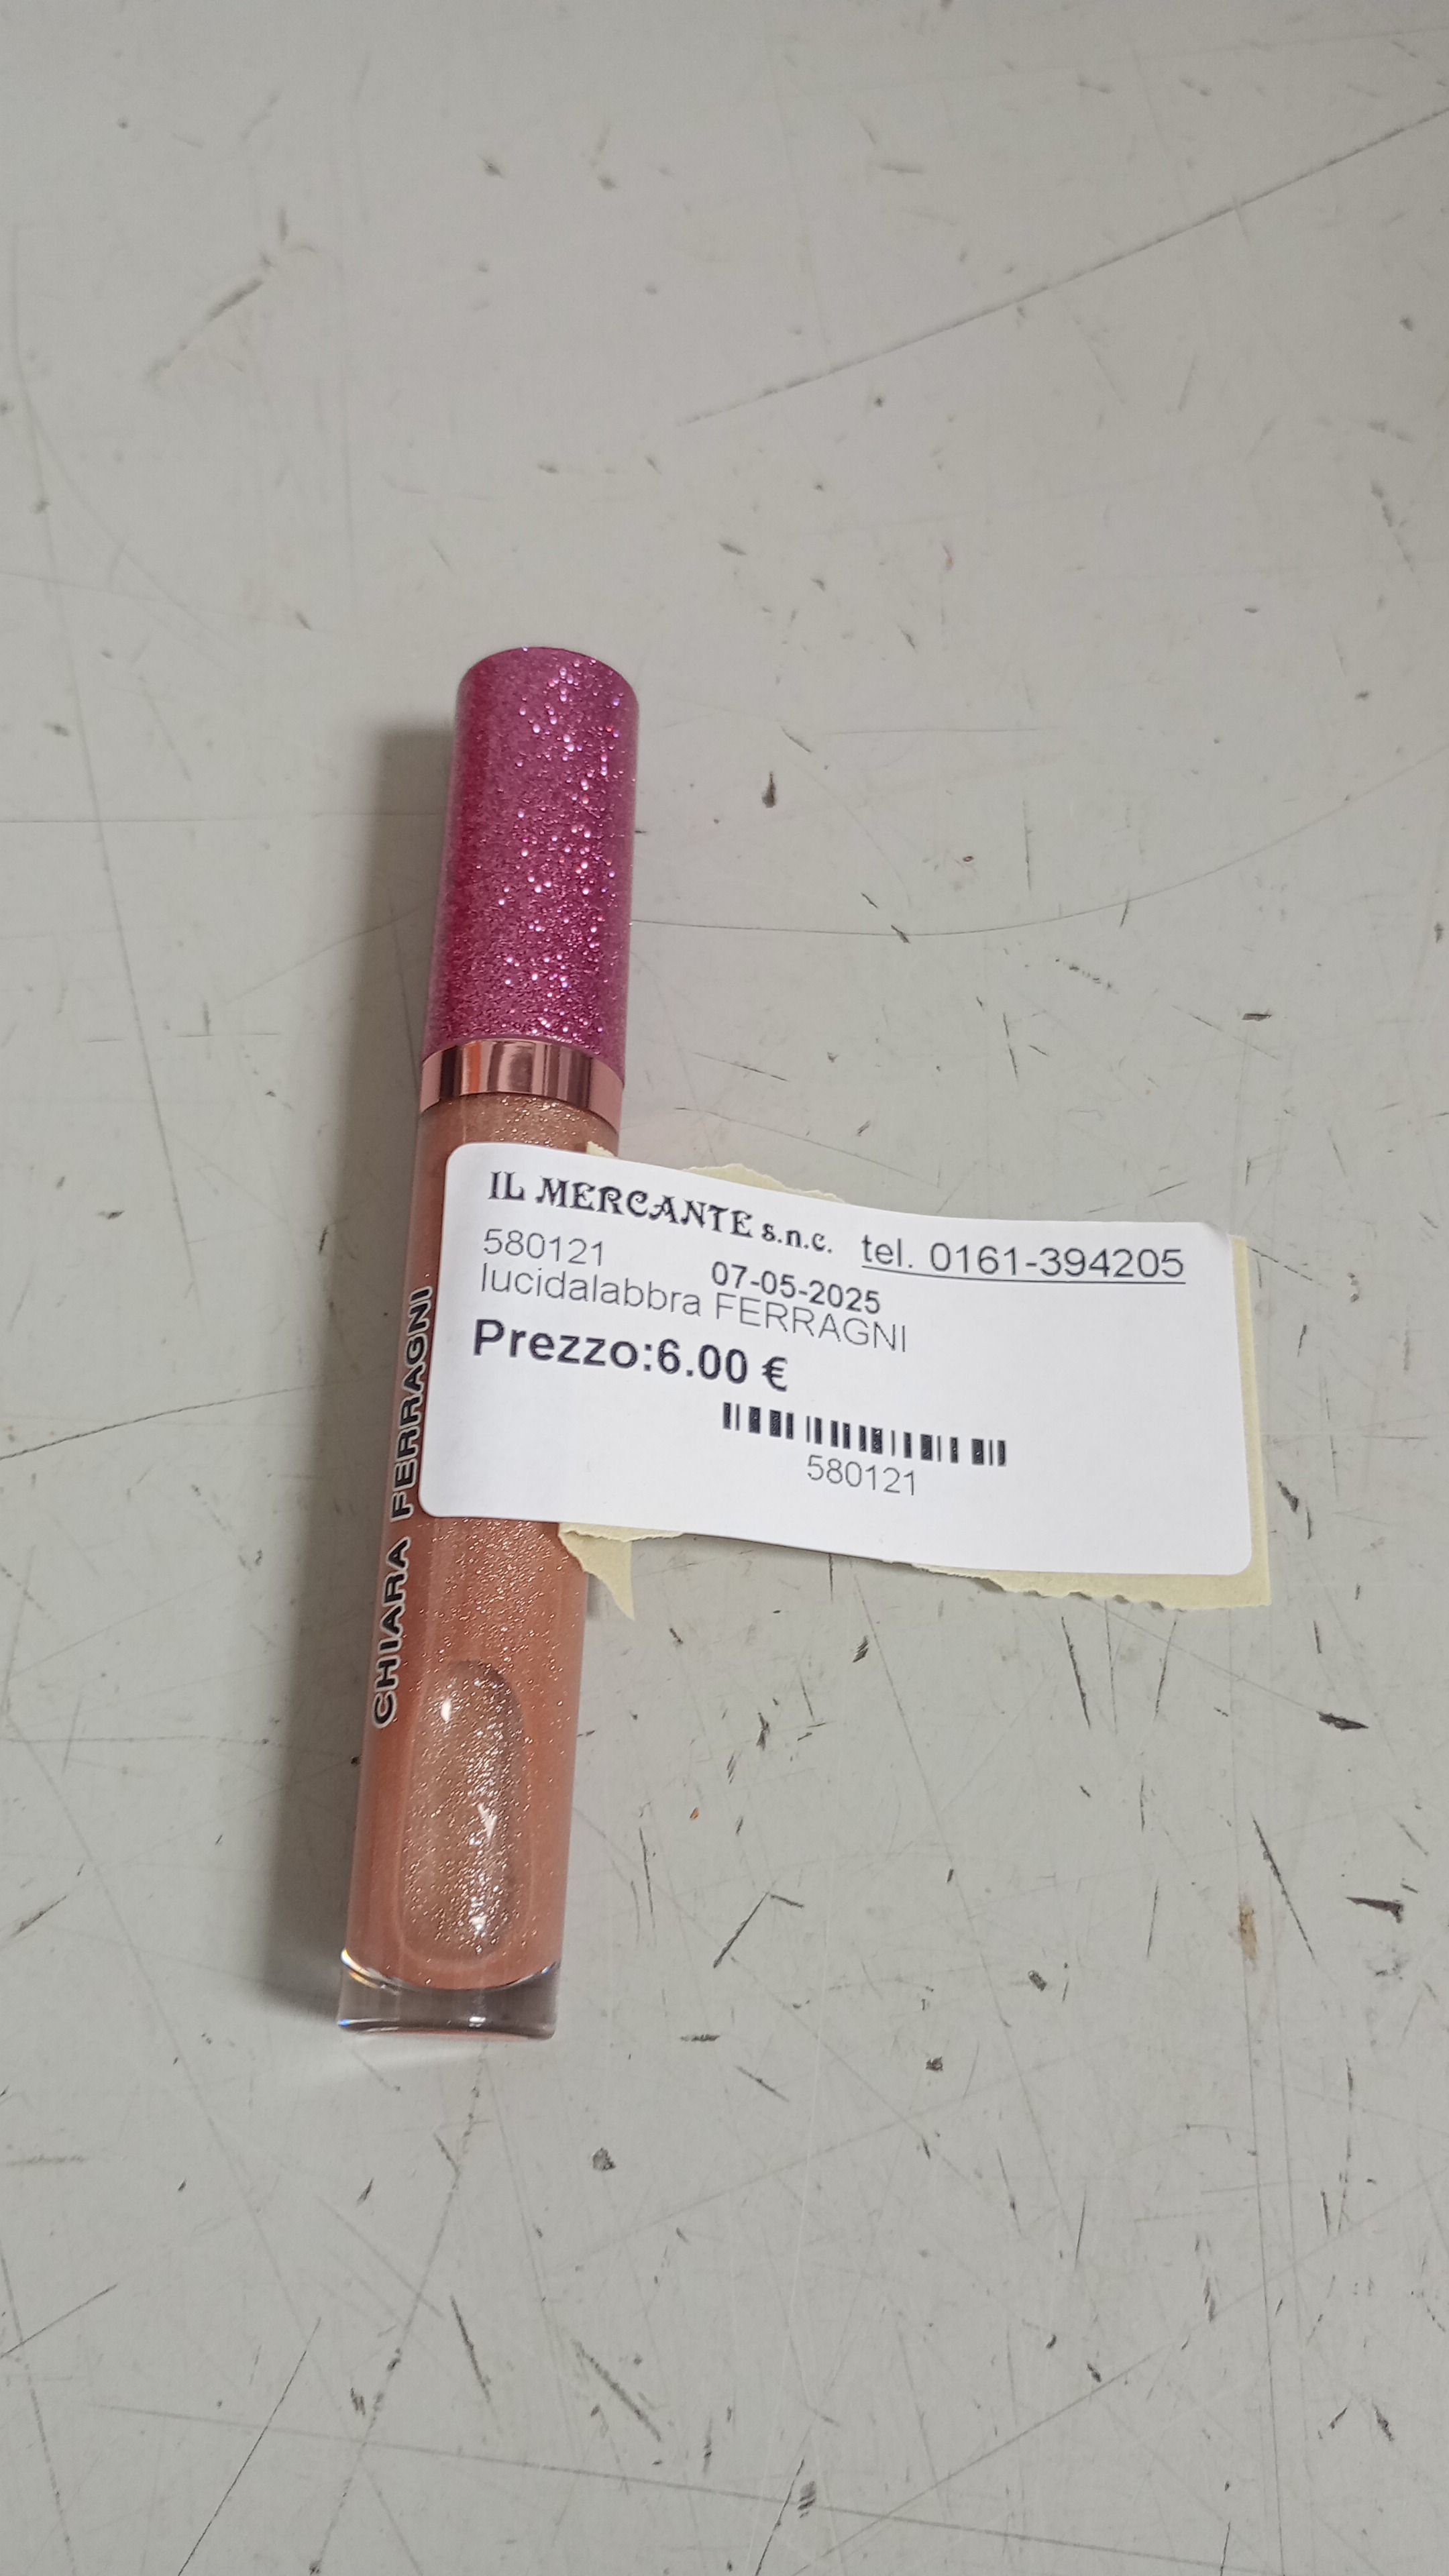 IL MERCANTE s.n.c. tel. 0161-394205
580121 07-05-2025
lucidalabbra FERRAGNI
Prezzo:6.00 €
580121
CHIARA FERRAGNI